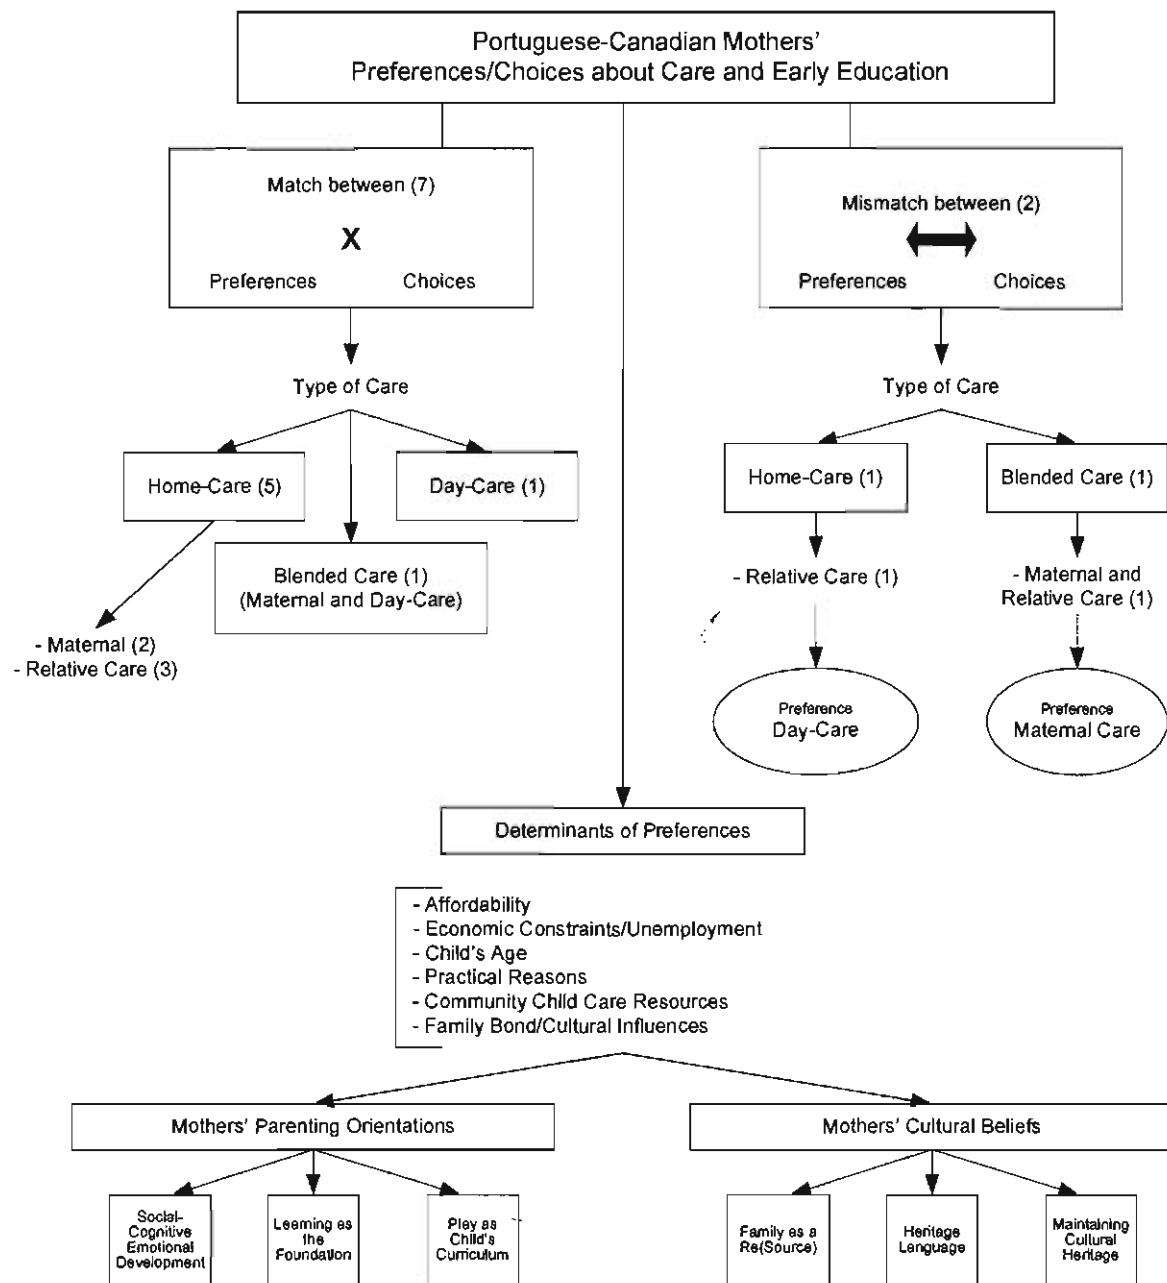 Portuguese-Canadian Mothers'
Preferences/Choices about Care and Early Education
Match between (7)
X
Preferences Choices
Mismatch between (2)
Preferences Choices
Type of Care
Home-Care (5)
Day-Care (1)
Blended Care (1)
(Maternal and Day-Care)
- Maternal (2)
- Relative Care (3)
Type of Care
Home-Care (1)
Blended Care (1)
- Relative Care (1)
- Maternal and
Relative Care (1)
Preference
Day-Care
Preference
Maternal Care
Determinants of Preferences
- Affordability
- Economic Constraints/Unemployment
- Child's Age
- Practical Reasons
- Community Child Care Resources
- Family Bond/Cultural Influences
Mothers' Parenting Orientations
Mothers' Cultural Beliefs
Social-
Cognitive
Emotional
Development
Learning as
the
Foundation
Play as
Child's
Curriculum
Family as a
Re(Source)
Heritage
Language
Maintaining
Cultural
Heritage